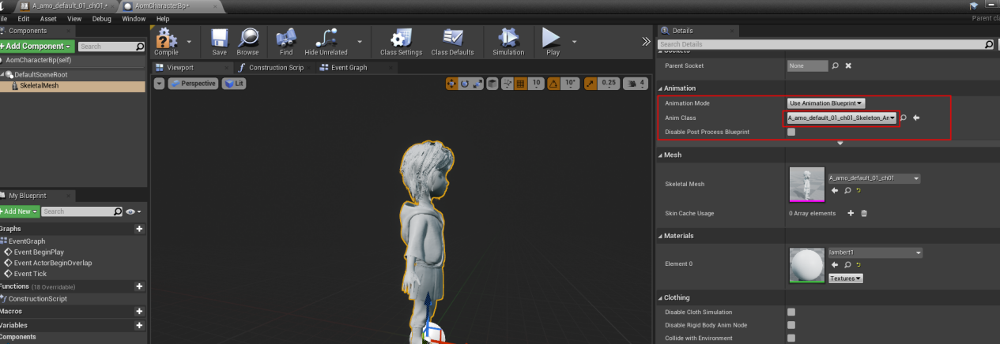 A_amo_default_01_ch01.•
AomCharacterBp•
File Edit Asset View Debug Window Help
Parent cla
Components
+Add Component
Search
AomCharacterBp(self)
DefaultSceneRoot
SkeletalMesh
Compile
Save
Browse
Find
Hide Unrelated
Class Settings
Class Defaults
Simulation
Play
Viewport
Construction Scrip
Event Graph
Perspective
Lit
10
10°
0.25
4
My Blueprint
+Add New
Search
Graphs
EventGraph
Event BeginPlay
Event ActorBeginOverlap
Event Tick
Functions (18 Overridable)
ConstructionScript
Macros
Variables
Components
Details
Search Details
Sockets
Parent Socket
None
Animation
Animation Mode
Use Animation Blueprint
Anim Class
A_amo_default_01_ch01_Skeleton_An
Disable Post Process Blueprint
Mesh
Skeletal Mesh
A_amo_default_01_ch01
Skin Cache Usage
0 Array elements
Materials
Element 0
lambert1
Textures
Clothing
Disable Cloth Simulation
Disable Rigid Body Anim Node
Collide with Environment